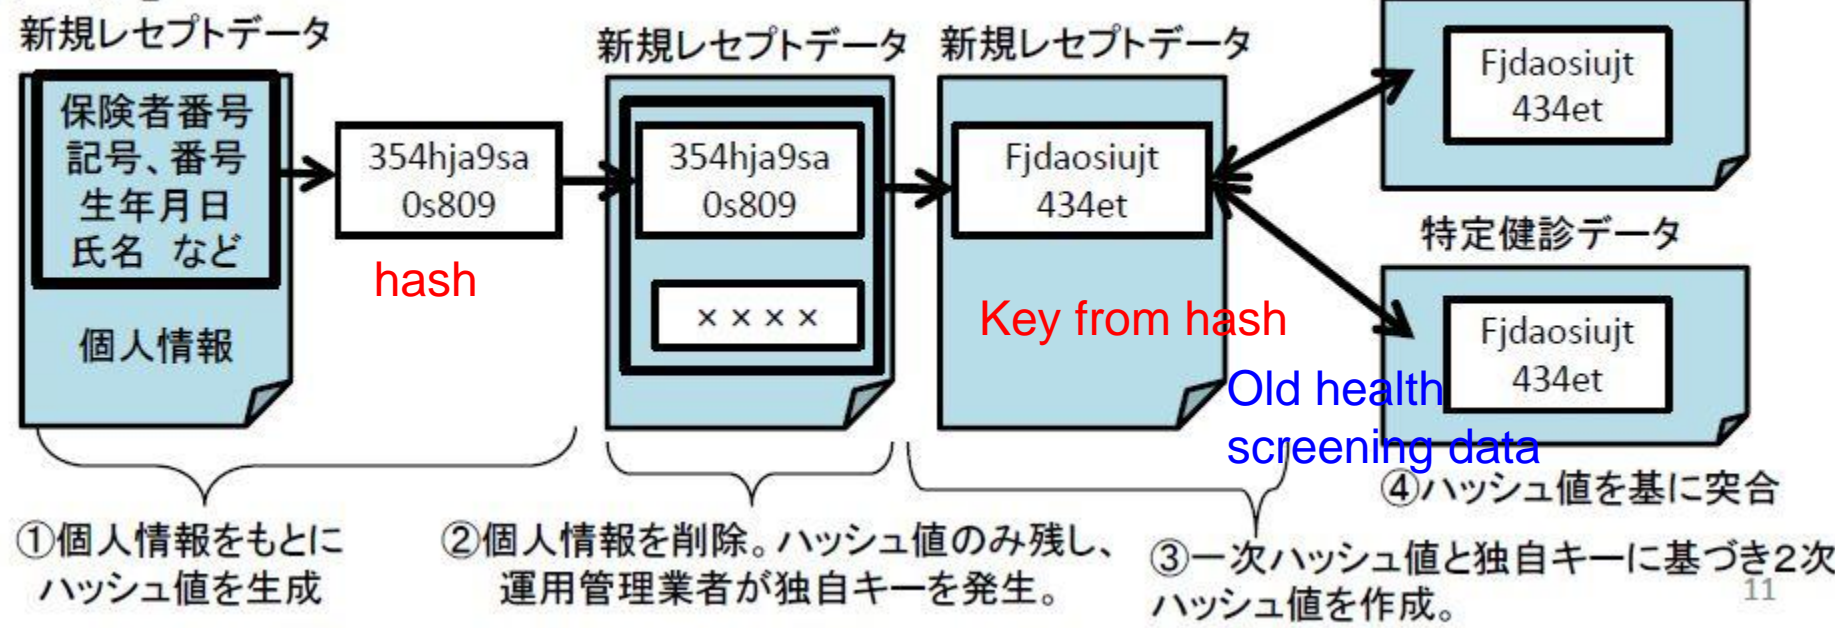 新規レセプトデータ
保険者番号
記号、番号
生年月日
氏名 など
個人情報
354hja9sa
0s809
hash
新規レセプトデータ
354hja9sa
0s809
××××
新規レセプトデータ
Fjdaosiujt
434et
Key from hash
Fjdaosiujt
434et
特定健診データ
Fjdaosiujt
434et
Old health
screening data
①個人情報をもとに
ハッシュ値を生成
②個人情報を削除。ハッシュ値のみ残し、
運用管理業者が独自キーを発生。
③一次ハッシュ値と独自キーに基づき2次
ハッシュ値を作成。
④ハッシュ値を基に突合
11